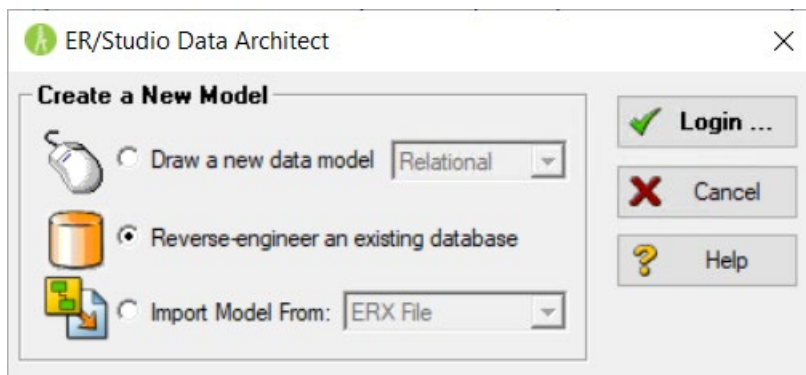 ER/Studio Data Architect
Create a New Model
Draw a new data model Relational
Reverse-engineer an existing database
Import Model From: ERX File
Login ...
Cancel
Help